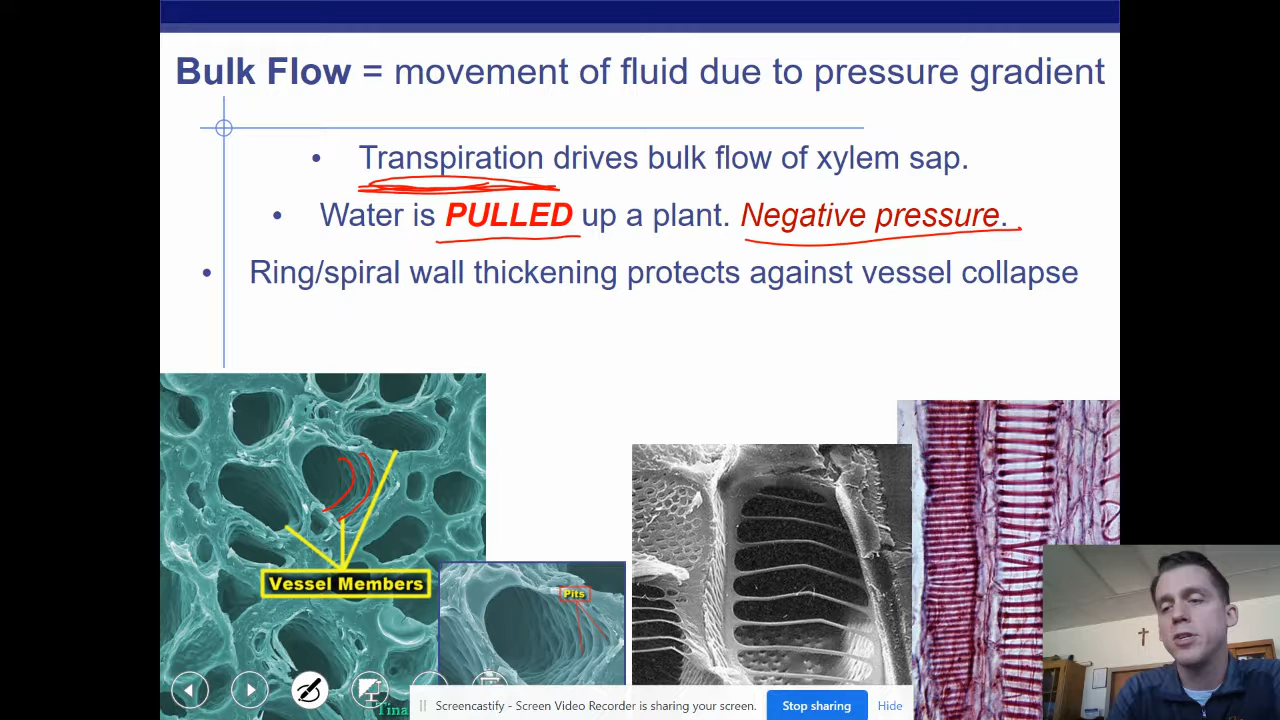 Bulk Flow = movement of fluid due to pressure gradient
• Transpiration drives bulk flow of xylem sap.
• Water is PULLED up a plant. Negative pressure.
• Ring/spiral wall thickening protects against vessel collapse
Vessel Members
Pits
Tina
Screencastify - Screen Video Recorder is sharing your screen.
Stop sharing
Hide